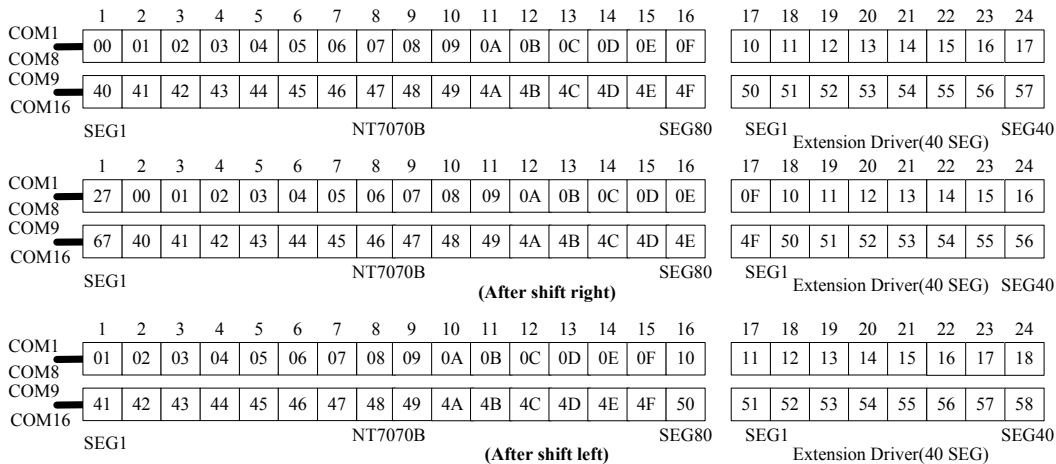 1 2 3 4 5 6 7 8 9 10 11 12 13 14 15 16 17 18 19 20 21 22 23 24
COM1
COM8
00 01 02 03 04 05 06 07 08 09 0A 0B 0C 0D 0E 0F 10 11 12 13 14 15 16 17
COM9
COM16
40 41 42 43 44 45 46 47 48 49 4A 4B 4C 4D 4E 4F 50 51 52 53 54 55 56 57
SEG1 NT7070B SEG80 SEG1 Extension Driver(40 SEG) SEG40
1 2 3 4 5 6 7 8 9 10 11 12 13 14 15 16 17 18 19 20 21 22 23 24
COM1
COM8
27 00 01 02 03 04 05 06 07 08 09 0A 0B 0C 0D 0E 0F 10 11 12 13 14 15 16
COM9
COM16
67 40 41 42 43 44 45 46 47 48 49 4A 4B 4C 4D 4E 4F 50 51 52 53 54 55 56
SEG1 NT7070B SEG80 SEG1 Extension Driver(40 SEG) SEG40
(After shift right)
1 2 3 4 5 6 7 8 9 10 11 12 13 14 15 16 17 18 19 20 21 22 23 24
COM1
COM8
01 02 03 04 05 06 07 08 09 0A 0B 0C 0D 0E 0F 10 11 12 13 14 15 16 17 18
COM9
COM16
41 42 43 44 45 46 47 48 49 4A 4B 4C 4D 4E 4F 50 51 52 53 54 55 56 57 58
SEG1 NT7070B SEG80 SEG1 Extension Driver(40 SEG) SEG40
(After shift left)